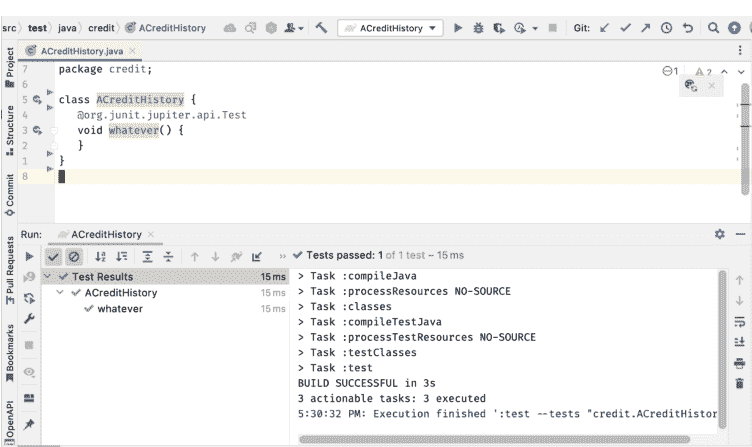 src test java credit ACreditHistory ACreditHistory Git:
ACreditHistory.java
Project
7 package credit; 1 2
6
5 class ACreditHistory {
4 @org.junit.jupiter.api.Test
3 void whatever() {
2 }
1 }
8
Structure
Commit
Pull Requests
Bookmarks
OpenAPI
Run: ACreditHistory
Tests passed: 1 of 1 test – 15 ms
Test Results 15 ms
ACreditHistory 15 ms
whatever 15 ms
> Task :compileJava
> Task :processResources NO-SOURCE
> Task :classes
> Task :compileTestJava
> Task :processTestResources NO-SOURCE
> Task :testClasses
> Task :test
BUILD SUCCESSFUL in 3s
3 actionable tasks: 3 executed
5:30:32 PM: Execution finished ':test --tests "credit.ACreditHistor